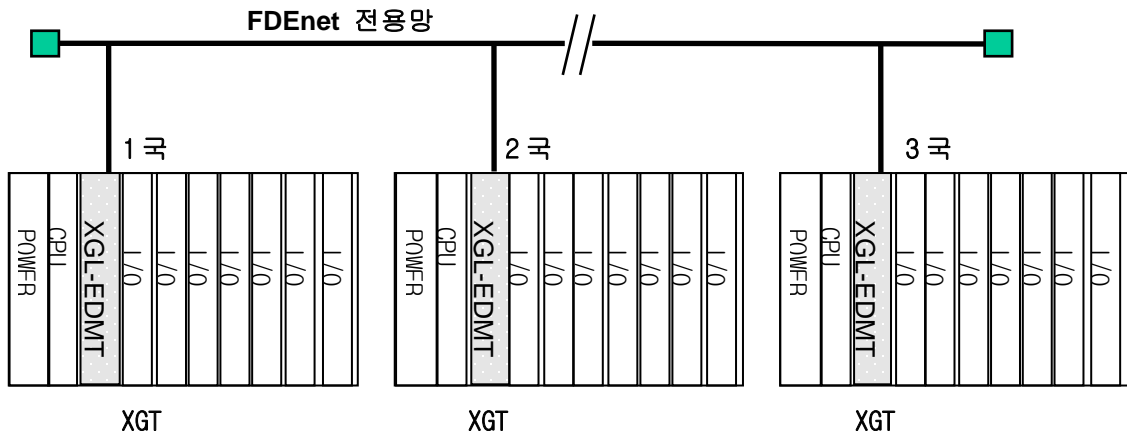 FDEnet 전용망
1국
2국
3국
POWER CPU XGL-EDMT I/O I/O I/O I/O I/O I/O I/O
POWER CPU XGL-EDMT I/O I/O I/O I/O I/O I/O I/O
POWER CPU XGL-EDMT I/O I/O I/O I/O I/O I/O I/O
XGT
XGT
XGT